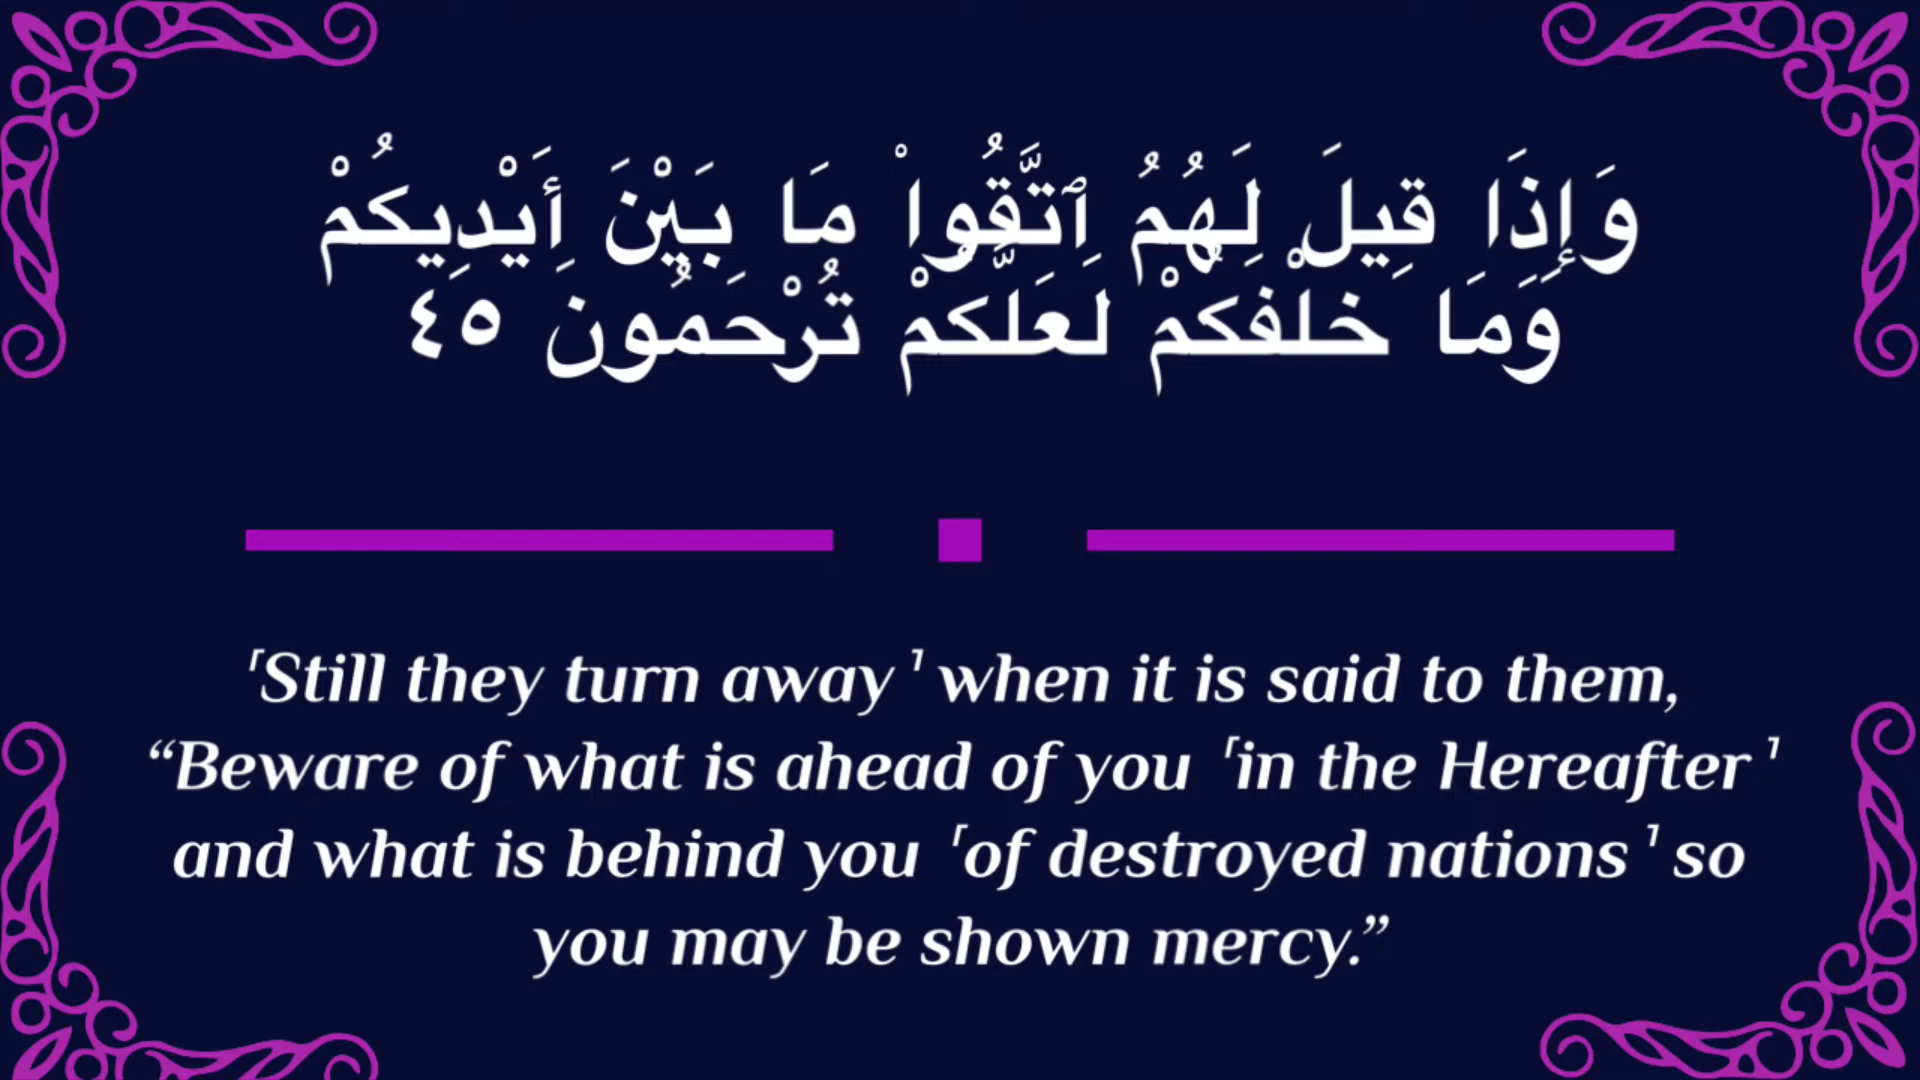 وَإِذَا قِيلَ لَهُمُ ٱتَّقُوا۟ مَا بَيْنَ أَيْدِيكُمْ
وَمَا خَلْفَكُمْ لَعَلَّكُمْ تُرْحَمُونَ ٤٥
˹Still they turn away˺ when it is said to them,
“Beware of what is ahead of you ˹in the Hereafter˺
and what is behind you ˹of destroyed nations˺ so
you may be shown mercy.”